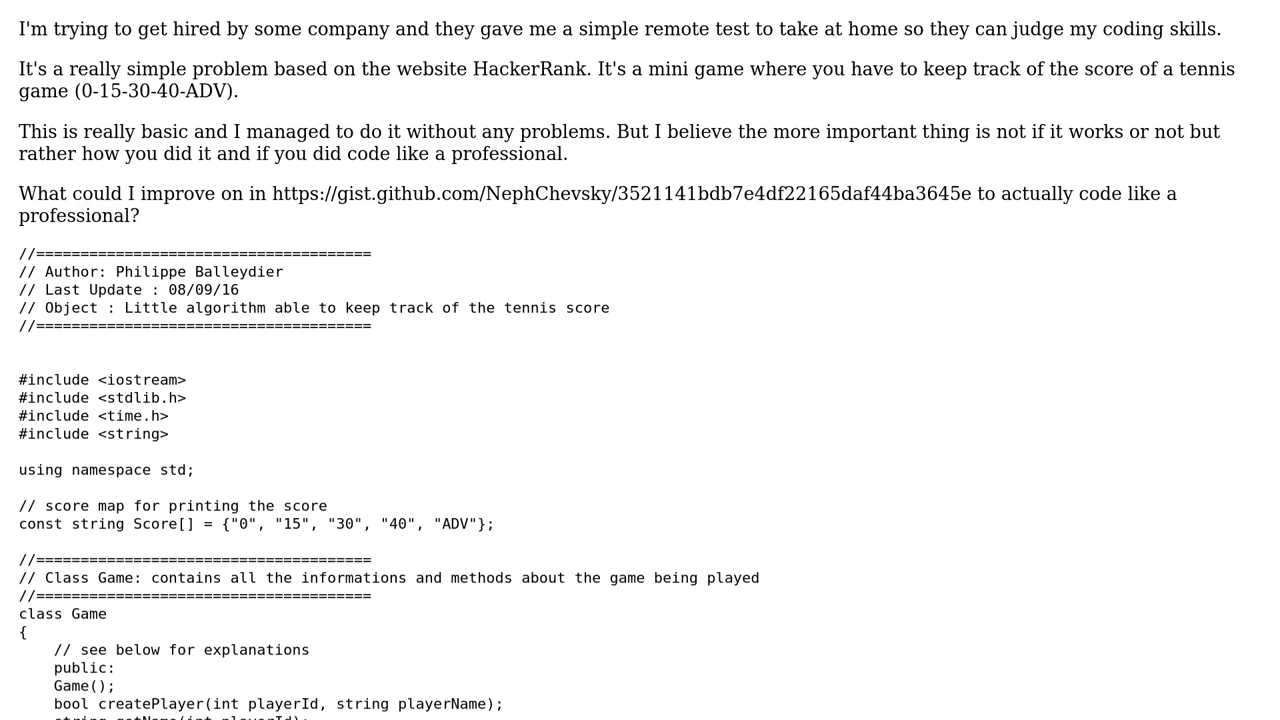 I'm trying to get hired by some company and they gave me a simple remote test to take at home so they can judge my coding skills.
It's a really simple problem based on the website HackerRank. It's a mini game where you have to keep track of the score of a tennis
game (0-15-30-40-ADV).
This is really basic and I managed to do it without any problems. But I believe the more important thing is not if it works or not but
rather how you did it and if you did code like a professional.
What could I improve on in https://gist.github.com/NephChevsky/3521141bdb7e4df22165daf44ba3645e to actually code like a
professional?
//======================================
// Author: Philippe Balleydier
// Last Update : 08/09/16
// Object : Little algorithm able to keep track of the tennis score
//======================================
#include <iostream>
#include <stdlib.h>
#include <time.h>
#include <string>
using namespace std;
// score map for printing the score
const string Score[] = {"0", "15", "30", "40", "ADV"};
//======================================
// Class Game: contains all the informations and methods about the game being played
//======================================
class Game
{
// see below for explanations
public:
Game();
bool createPlayer(int playerId, string playerName);
string getName(int playerId);